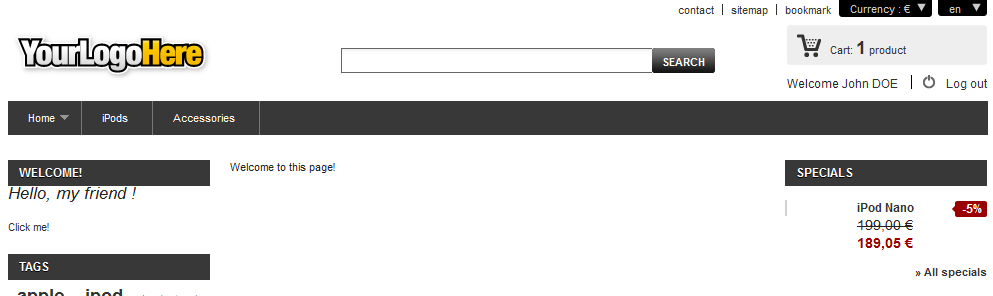 contact | sitemap | bookmark Currency : € en
YourLogoHere
SEARCH
Cart: 1 product
Welcome John DOE | Log out
Home iPods Accessories
WELCOME!
Hello, my friend !
Click me!
TAGS
apple ipod
Welcome to this page!
SPECIALS
iPod Nano -5%
199,00 €
189,05 €
» All specials